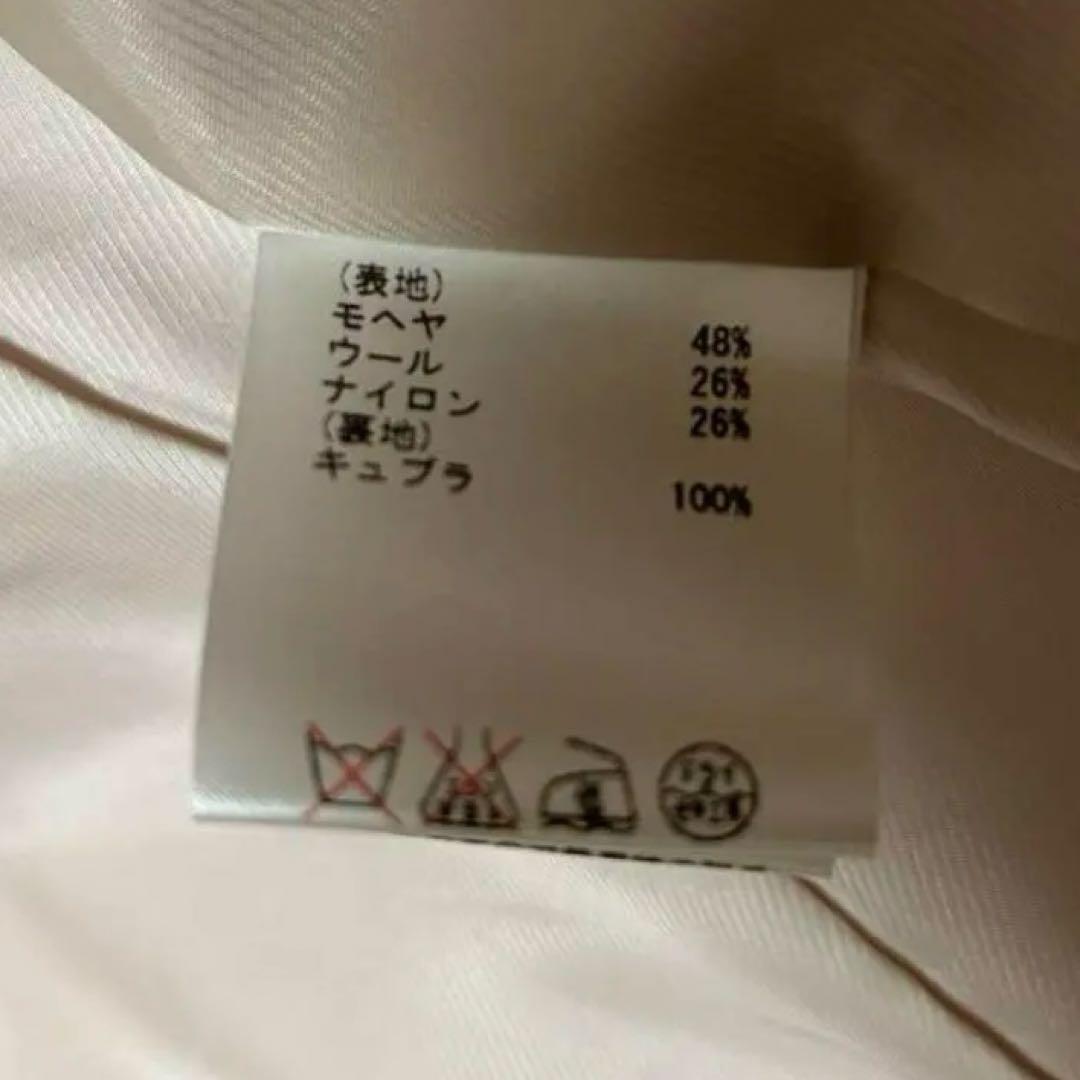 (表地)
モヘヤ 48%
ウール 26%
ナイロン 26%
(裏地)
キュプラ 100%